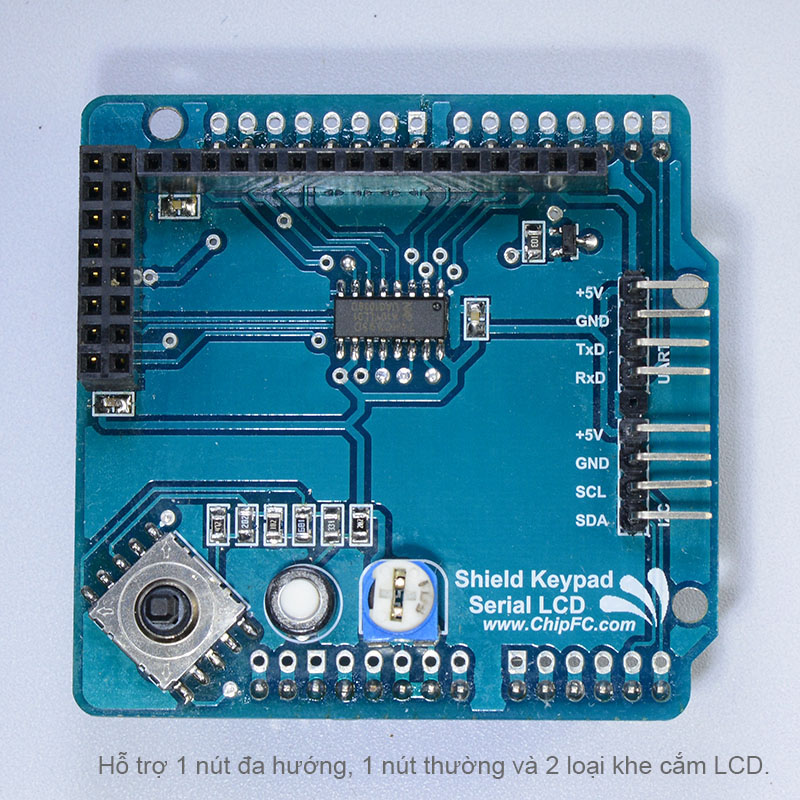 +5V
GND
TxD
RxD
UART
+5V
GND
SCL
SDA
I2C
Shield Keypad
Serial LCD
www.ChipFC.com
Hỗ trợ 1 nút đa hướng, 1 nút thường và 2 loại khe cắm LCD.